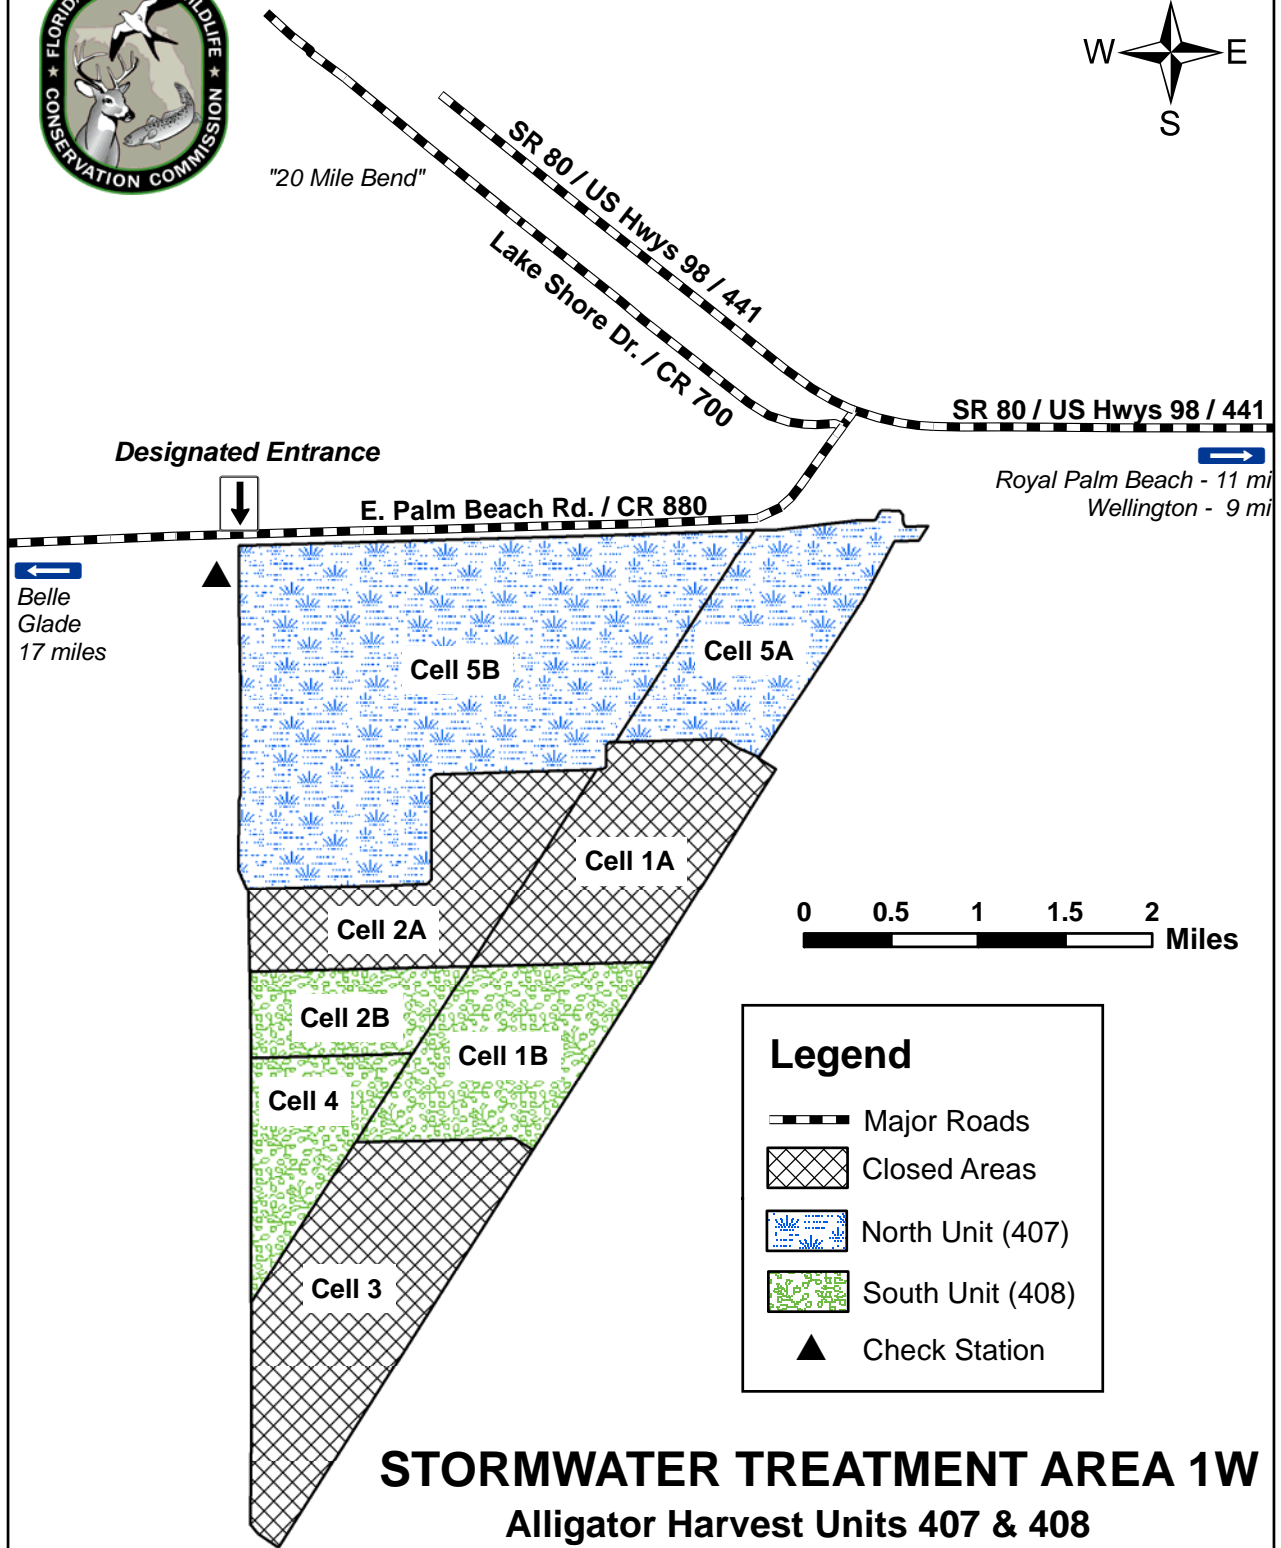 FLORIDA
WILDLIFE
CONSERVATION COMMISSION
W E
S
"20 Mile Bend"
SR 80 / US Hwys 98 / 441
Lake Shore Dr. / CR 700
SR 80 / US Hwys 98 / 441
Royal Palm Beach - 11 mi
Wellington - 9 mi
Designated Entrance
E. Palm Beach Rd. / CR 880
Belle
Glade
17 miles
Cell 5B
Cell 5A
Cell 1A
Cell 2A
Cell 2B
Cell 1B
Cell 4
Cell 3
0 0.5 1 1.5 2
Miles
Legend
Major Roads
Closed Areas
North Unit (407)
South Unit (408)
Check Station
STORMWATER TREATMENT AREA 1W
Alligator Harvest Units 407 & 408